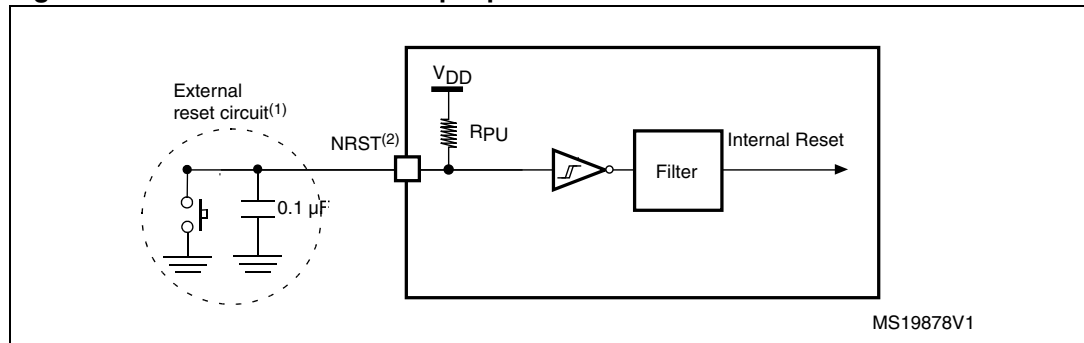 External
reset circuit(1)
VDD
NRST(2)
RPU
Internal Reset
Filter
0.1 µF
MS19878V1